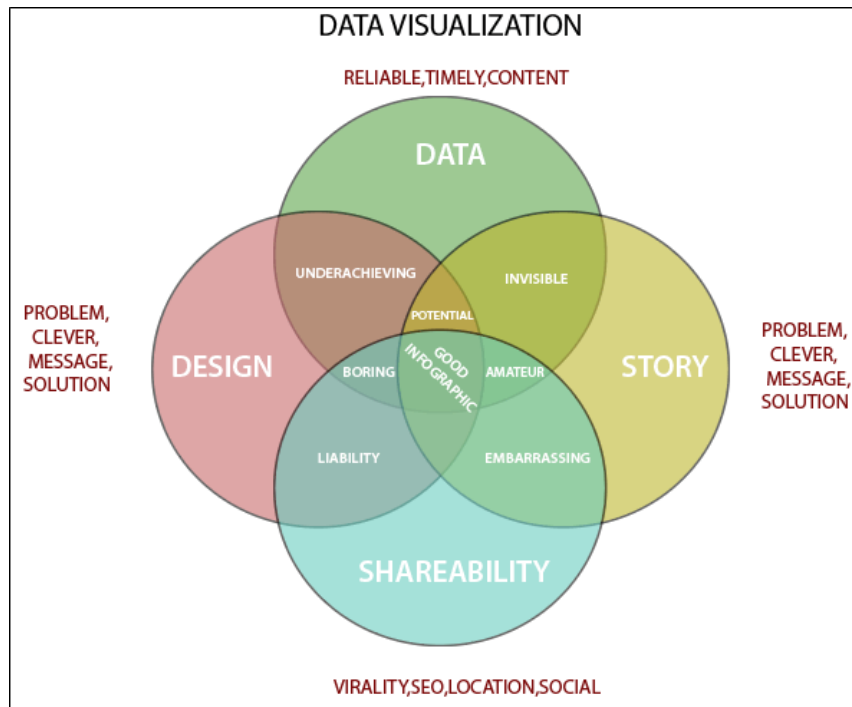 DATA VISUALIZATION
RELIABLE,TIMELY,CONTENT
DATA
UNDERACHIEVING
INVISIBLE
POTENTIAL
PROBLEM,
CLEVER,
MESSAGE,
SOLUTION
DESIGN
BORING
GOOD
INFOGRAPHIC
AMATEUR
STORY
PROBLEM,
CLEVER,
MESSAGE,
SOLUTION
LIABILITY
EMBARRASSING
SHAREABILITY
VIRALITY,SEO,LOCATION,SOCIAL